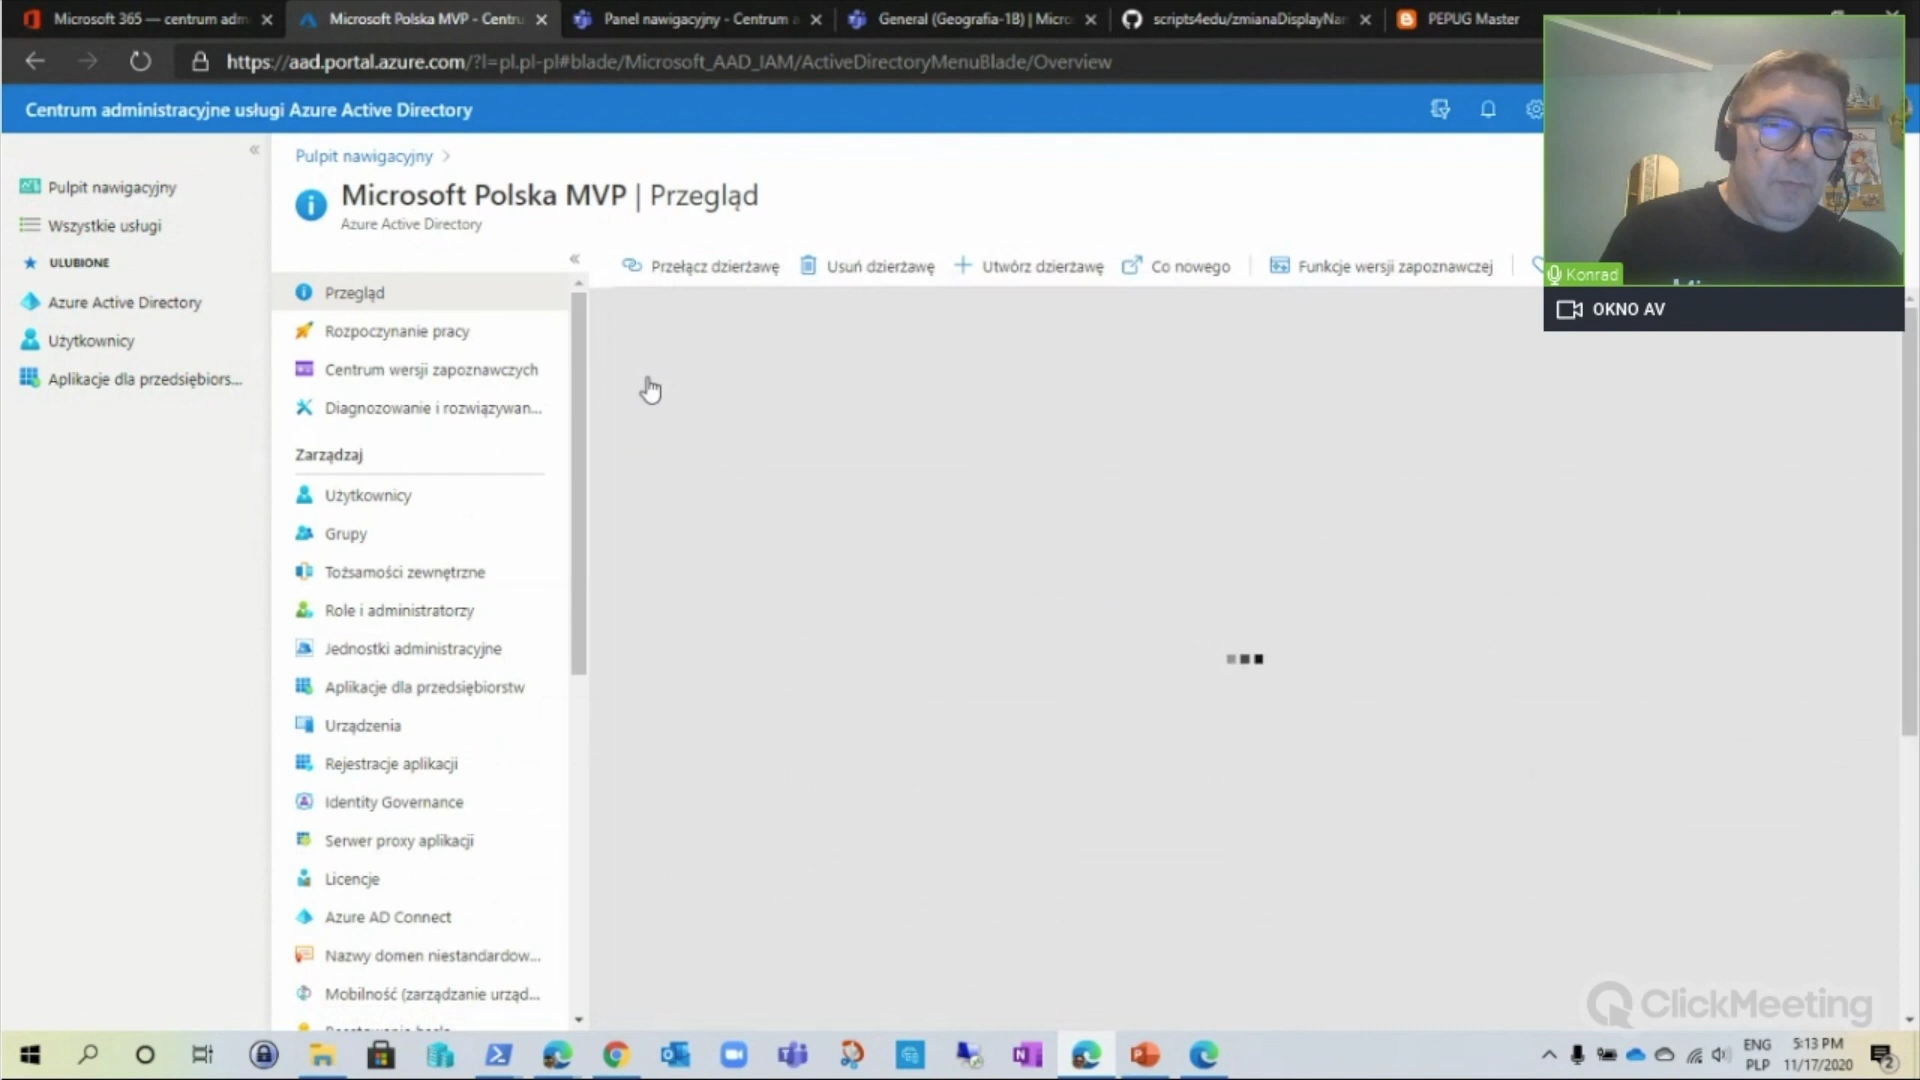 Microsoft 365 — centrum adm
Microsoft Polska MVP - Centru
Panel nawigacyjny - Centrum a
General (Geografia-1B) | Micro
scripts4edu/zmianaDisplayNa
PEPUG Master
https://aad.portal.azure.com/?l=pl.pl-pl#blade/Microsoft_AAD_IAM/ActiveDirectoryMenuBlade/Overview
Centrum administracyjne usługi Azure Active Directory
Pulpit nawigacyjny
Wszystkie usługi
ULUBIONE
Azure Active Directory
Użytkownicy
Aplikacje dla przedsiębiors...
Pulpit nawigacyjny >
Microsoft Polska MVP | Przegląd
Azure Active Directory
Przełącz dzierżawę
Usuń dzierżawę
Utwórz dzierżawę
Co nowego
Funkcje wersji zapoznawczej
Przegląd
Rozpoczynanie pracy
Centrum wersji zapoznawczych
Diagnozowanie i rozwiązywan...
Zarządzaj
Użytkownicy
Grupy
Tożsamości zewnętrzne
Role i administratorzy
Jednostki administracyjne
Aplikacje dla przedsiębiorstw
Urządzenia
Rejestracje aplikacji
Identity Governance
Serwer proxy aplikacji
Licencje
Azure AD Connect
Nazwy domen niestandardow...
Mobilność (zarządzanie urząd...
Konrad
OKNO AV
ClickMeeting
ENG
PLP
5:13 PM
11/17/2020
2